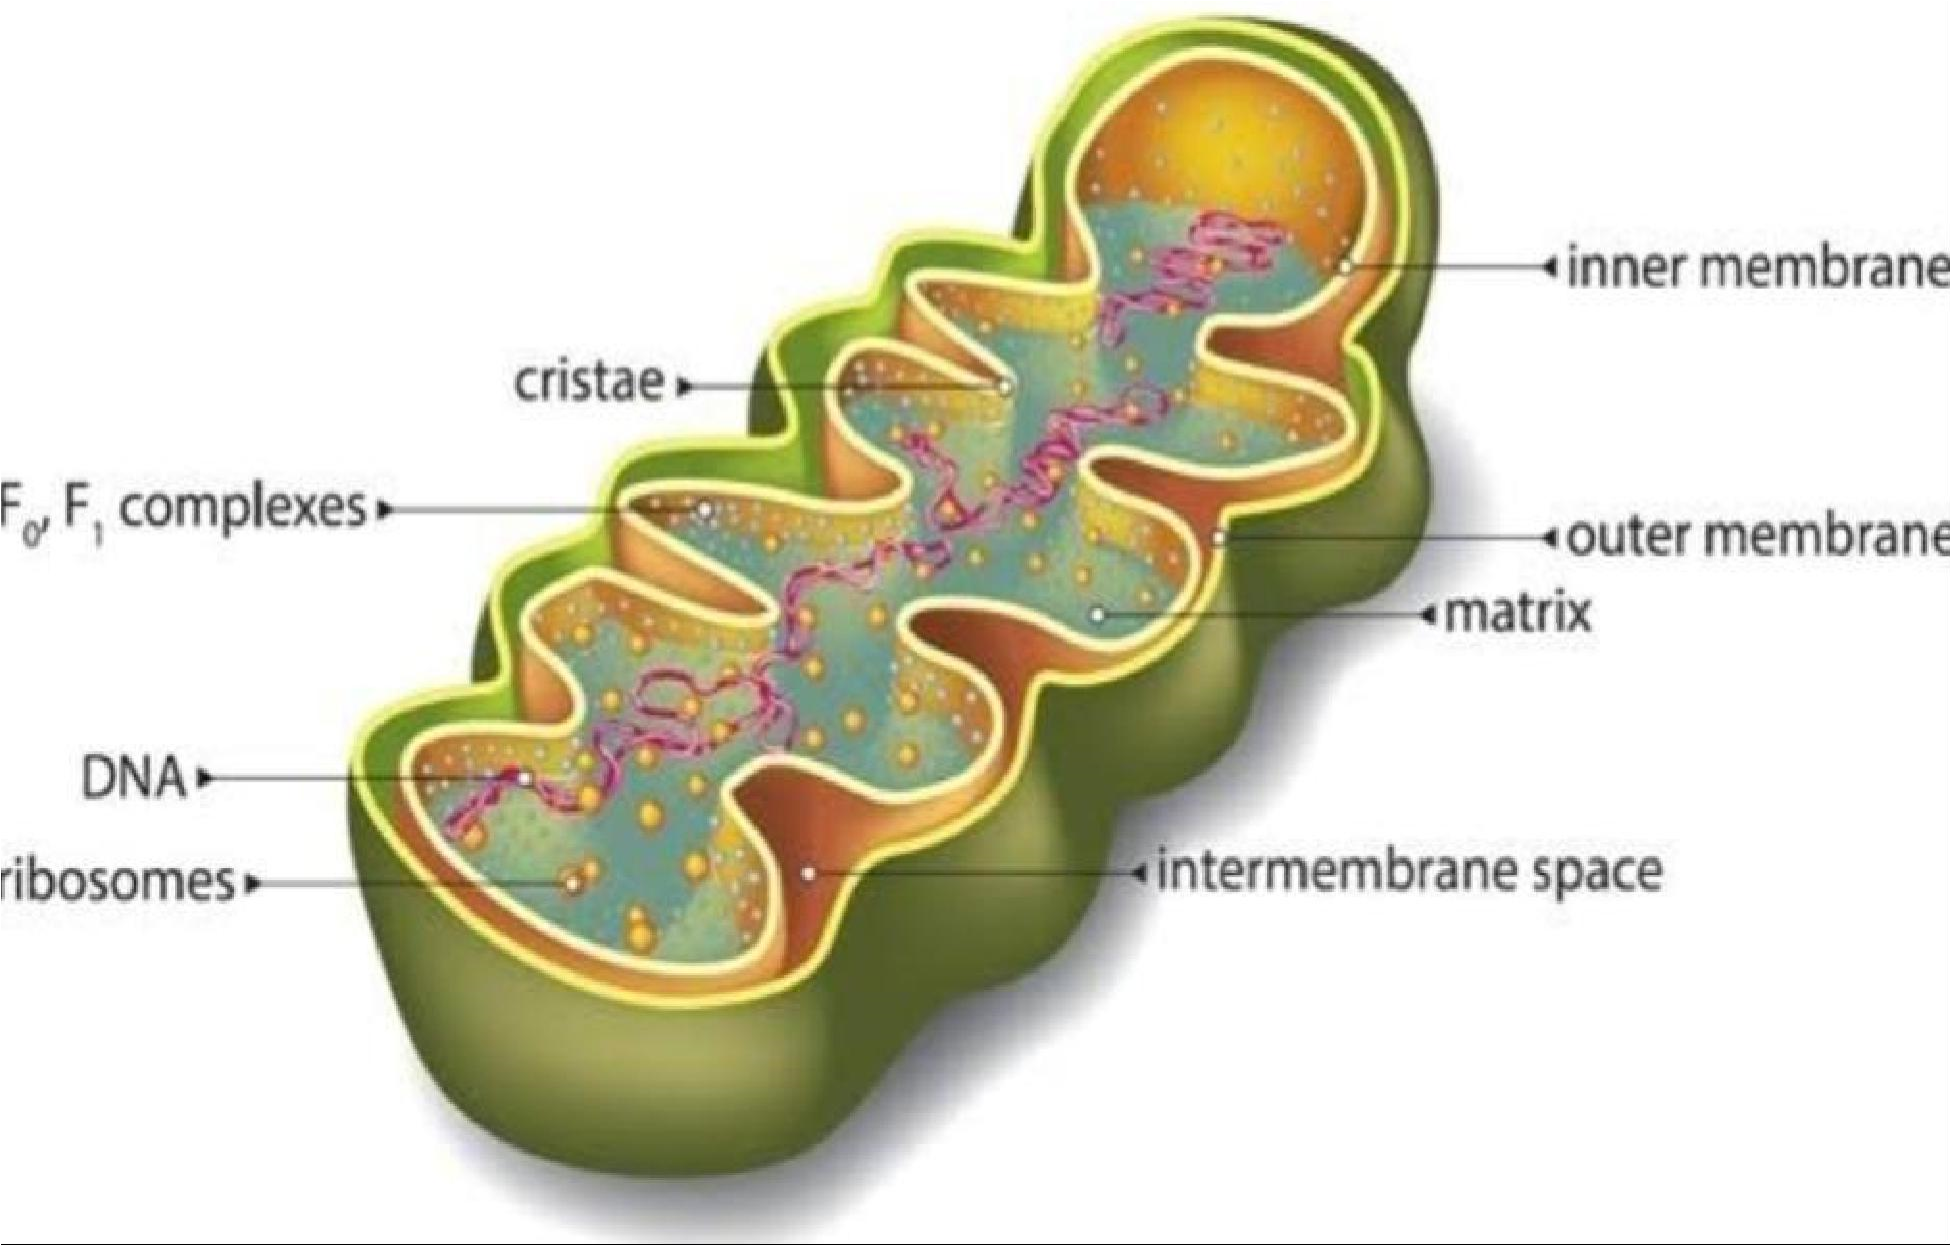 inner membrane
cristae
F₀, F₁ complexes
outer membrane
matrix
DNA
ribosomes
intermembrane space